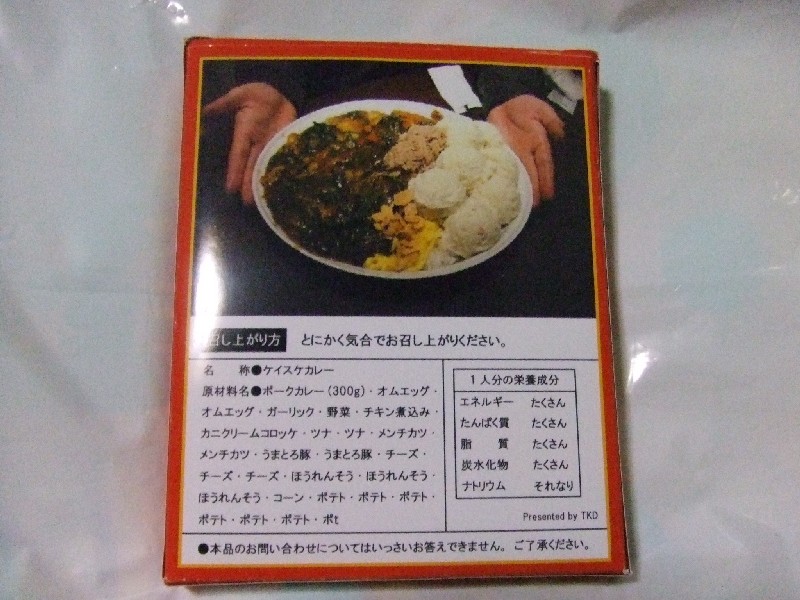 召し上がり方 とにかく気合でお召し上がりください。
名　称●ケイスケカレー
原材料名●ポークカレー(300g)・オムエッグ・
オムエッグ・ガーリック・野菜・チキン煮込み・
カニクリームコロッケ・ツナ・ツナ・メンチカツ・
メンチカツ・うまとろ豚・うまとろ豚・チーズ・
チーズ・チーズ・ほうれんそう・ほうれんそう・
ほうれんそう・コーン・ポテト・ポテト・ポテト・
ポテト・ポテト・ポテト・ポt
1人分の栄養成分
エネルギー たくさん
たんぱく質 たくさん
脂　質 たくさん
炭水化物 たくさん
ナトリウム それなり
Presented by TKD
●本品のお問い合わせについてはいっさいお答えできません。ご了承ください。